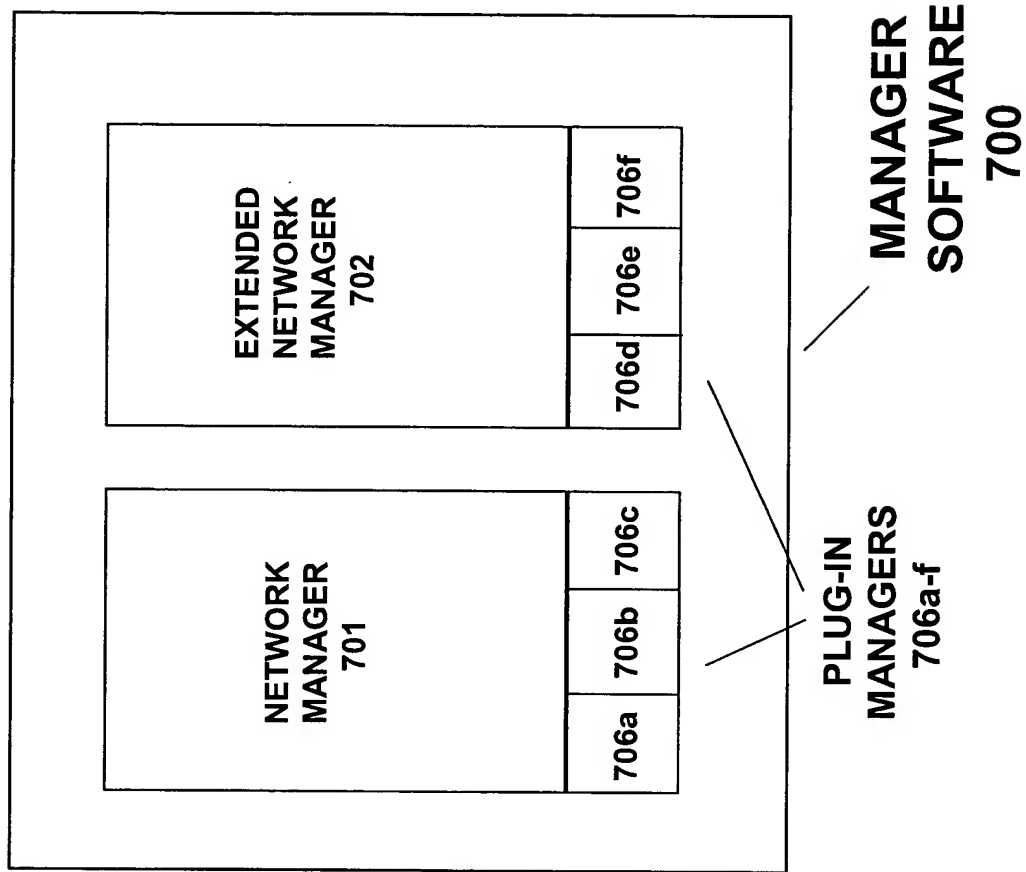 NETWORK
MANAGER
701
706a
706b
706c
EXTENDED
NETWORK
MANAGER
702
706d
706e
706f
PLUG-IN
MANAGERS
706a-f
MANAGER
SOFTWARE
700